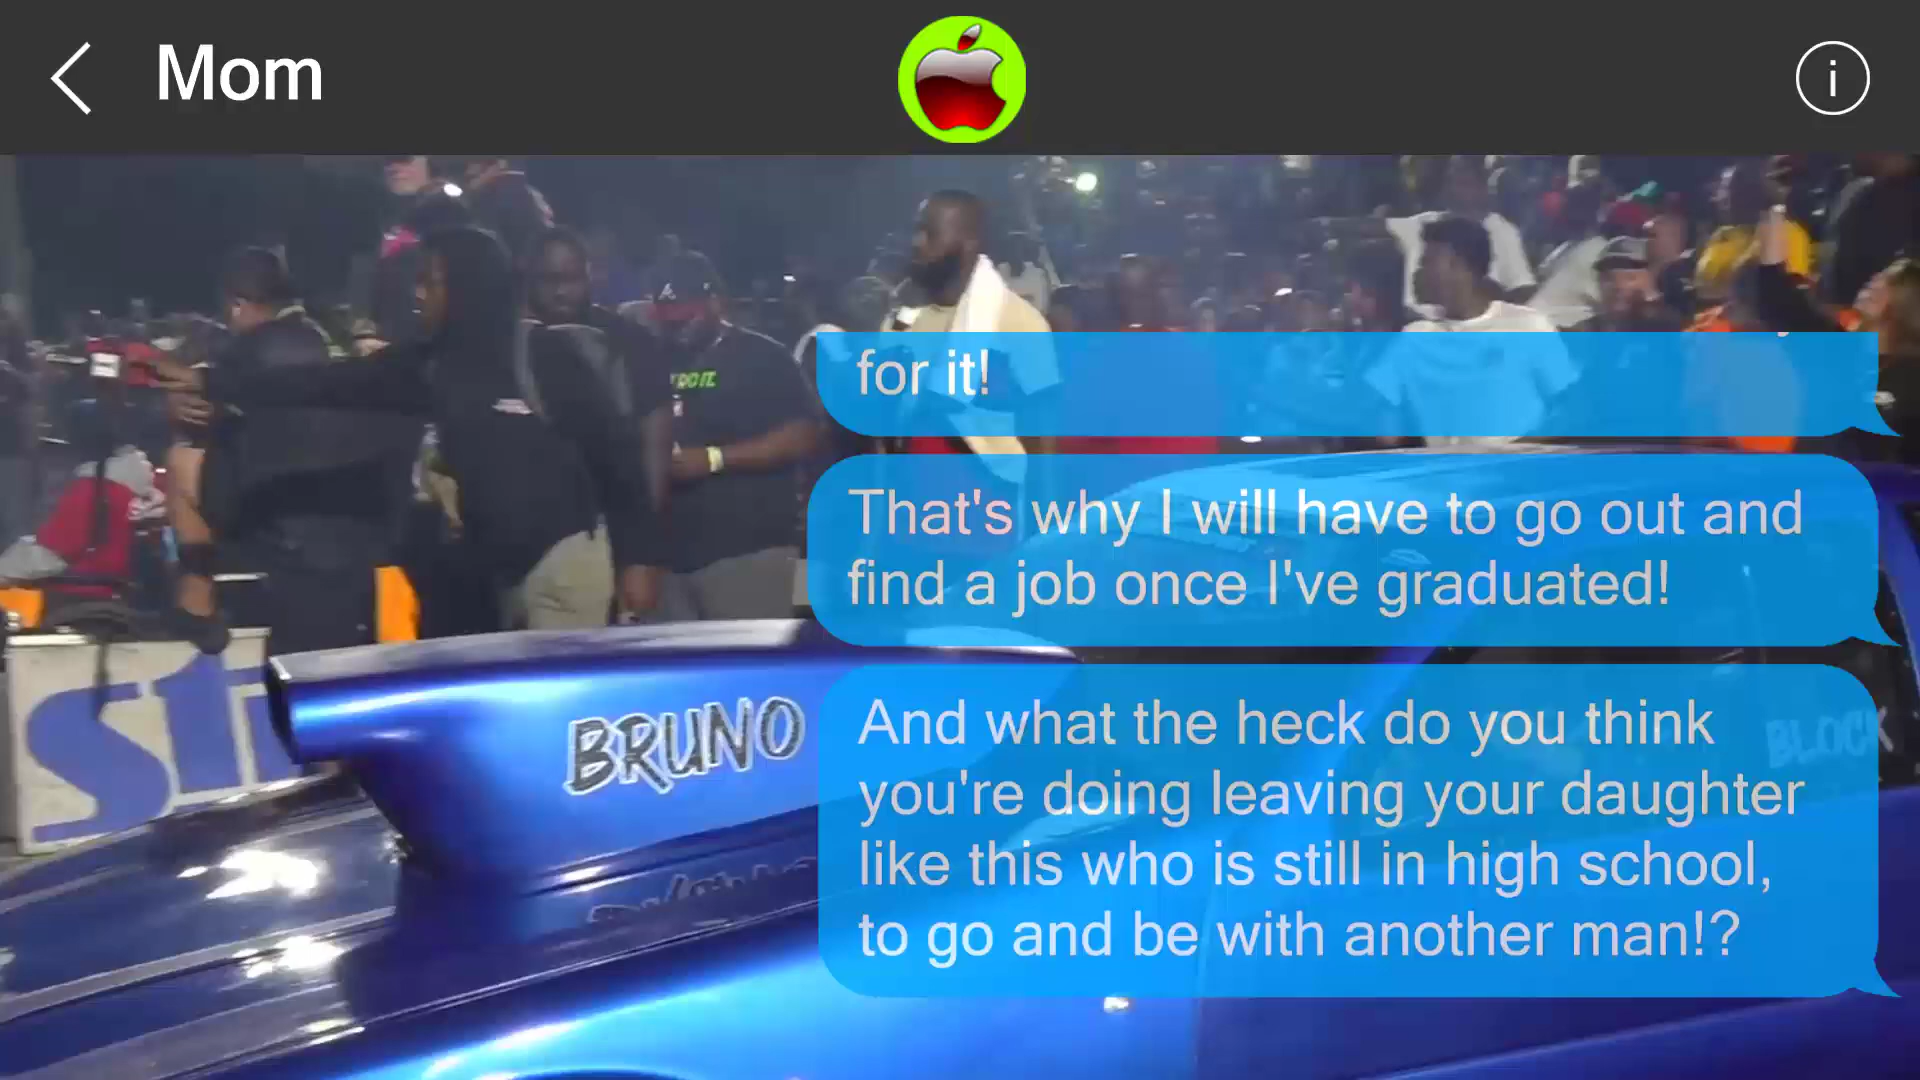 Mom
i
for it!
That's why I will have to go out and
find a job once I've graduated!
And what the heck do you think
you're doing leaving your daughter
like this who is still in high school,
to go and be with another man!?
BRUNO
BLOCK